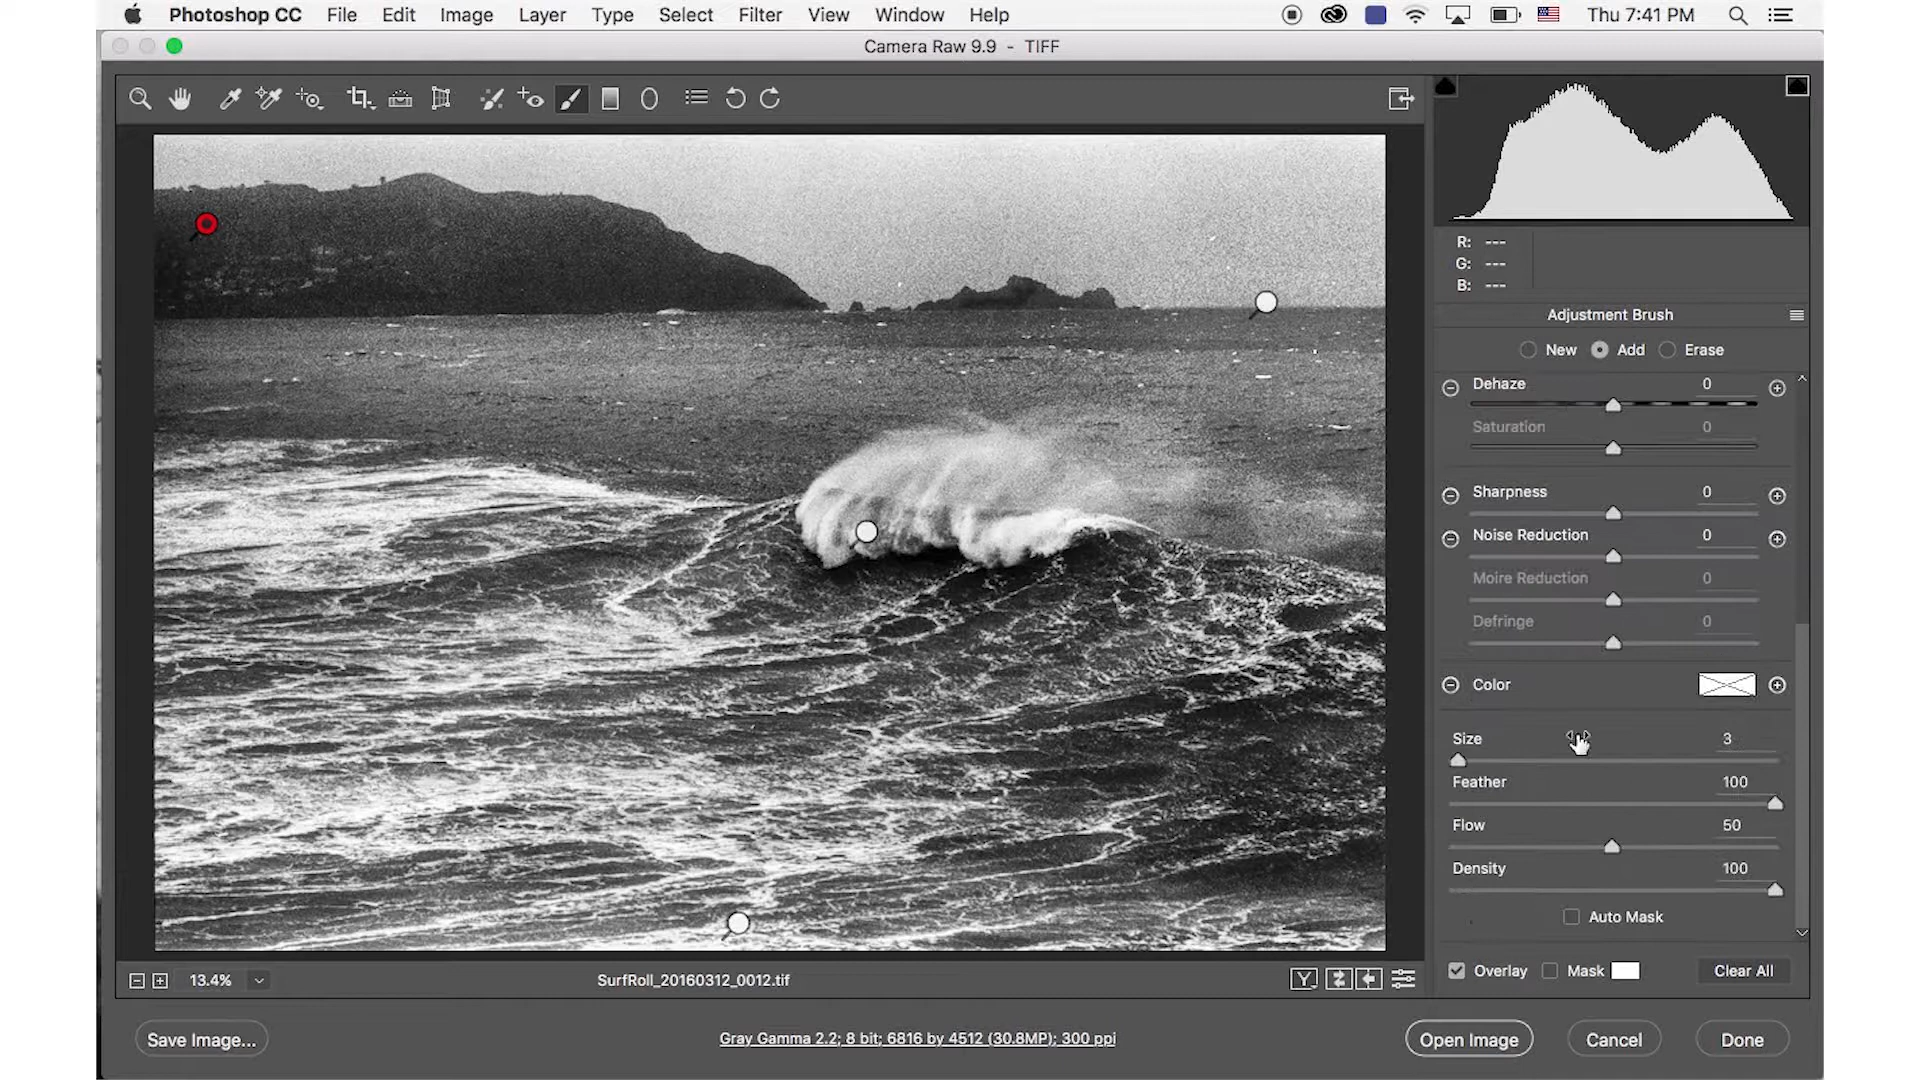 Photoshop CC File Edit Image Layer Type Select Filter View Window Help Thu 7:41 PM
Camera Raw 9.9 - TIFF
R: ---
G: ---
B: ---
Adjustment Brush
New Add Erase
Dehaze 0
Saturation 0
Sharpness 0
Noise Reduction 0
Moire Reduction 0
Defringe 0
Color
Size 3
Feather 100
Flow 50
Density 100
Auto Mask
Overlay Mask Clear All
13.4% SurfRoll_20160312_0012.tif Y
Save Image... Gray Gamma 2.2; 8 bit; 6816 by 4512 (30.8MP); 300 ppi Open Image Cancel Done